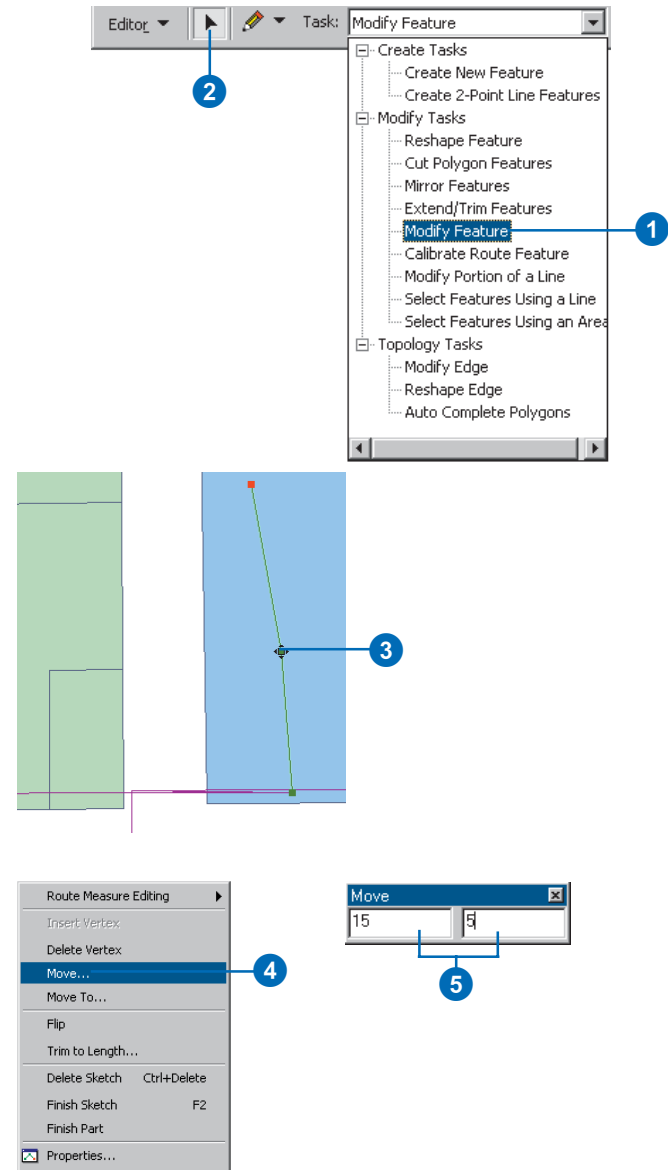 Editor Task: Modify Feature
2
Create Tasks
Create New Feature
Create 2-Point Line Features
Modify Tasks
Reshape Feature
Cut Polygon Features
Mirror Features
Extend/Trim Features
Modify Feature 1
Calibrate Route Feature
Modify Portion of a Line
Select Features Using a Line
Select Features Using an Area
Topology Tasks
Modify Edge
Reshape Edge
Auto Complete Polygons
3
Route Measure Editing
Insert Vertex
Delete Vertex
Move... 4
Move To...
Flip
Trim to Length...
Delete Sketch Ctrl+Delete
Finish Sketch F2
Finish Part
Properties...
Move
15 5
5